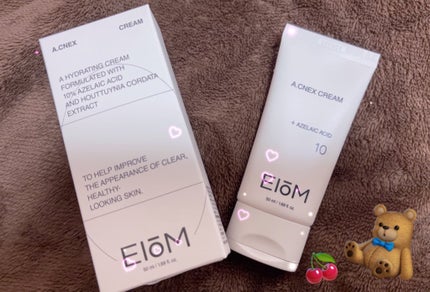 A.CNEX CREAM
A HYDRATING CREAM
FORMULATED WITH
10% AZELAIC ACID
AND HOUTTUYNIA CORDATA
EXTRACT
TO HELP IMPROVE
THE APPEARANCE OF CLEAR,
HEALTHY-
LOOKING SKIN.
ElōM
50 ml / 1.69 fl. oz.
A.CNEX CREAM
+ AZELAIC ACID
10
ElōM
50 ml / 1.69 fl. oz.